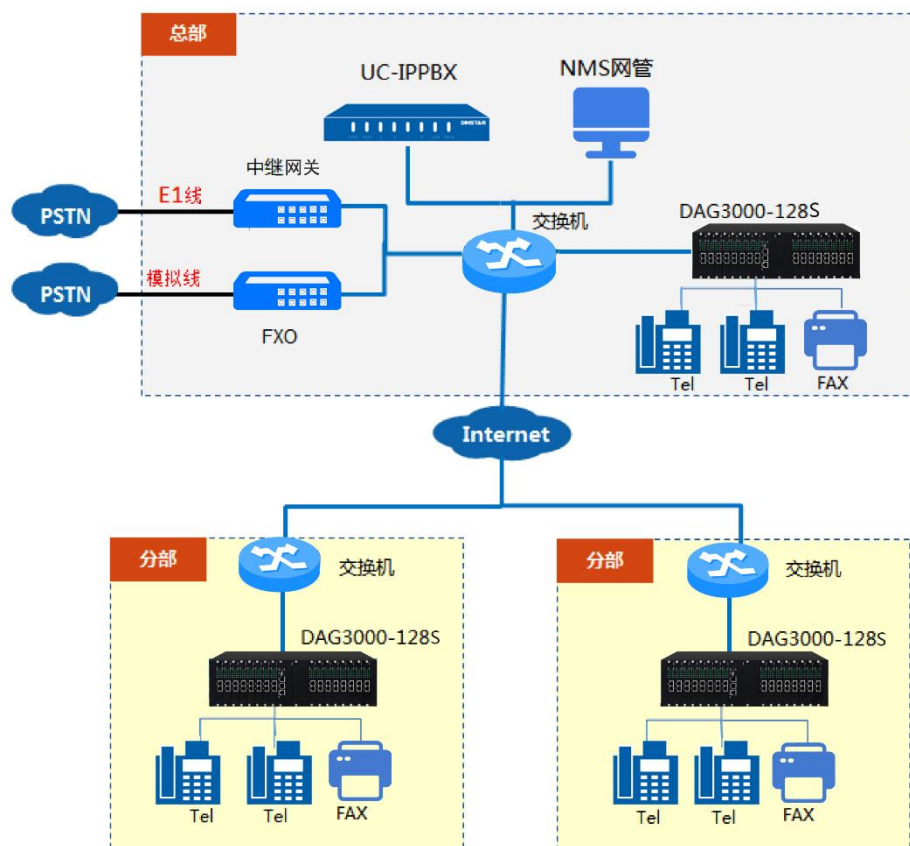 总部
UC-IPPBX
NMS网管
DINSTAR
中继网关
PSTN
E1线
交换机
DAG3000-128S
PSTN
模拟线
FXO
Tel
Tel
FAX
Internet
分部
交换机
DAG3000-128S
Tel
Tel
FAX
分部
交换机
DAG3000-128S
Tel
Tel
FAX